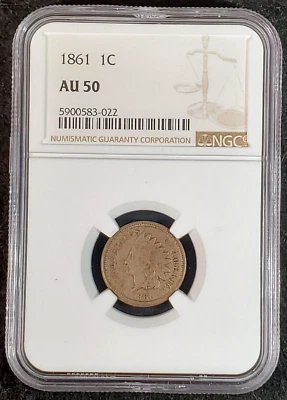 1861 1C
AU 50
5900583-022
NGC
NUMISMATIC GUARANTY CORPORATION